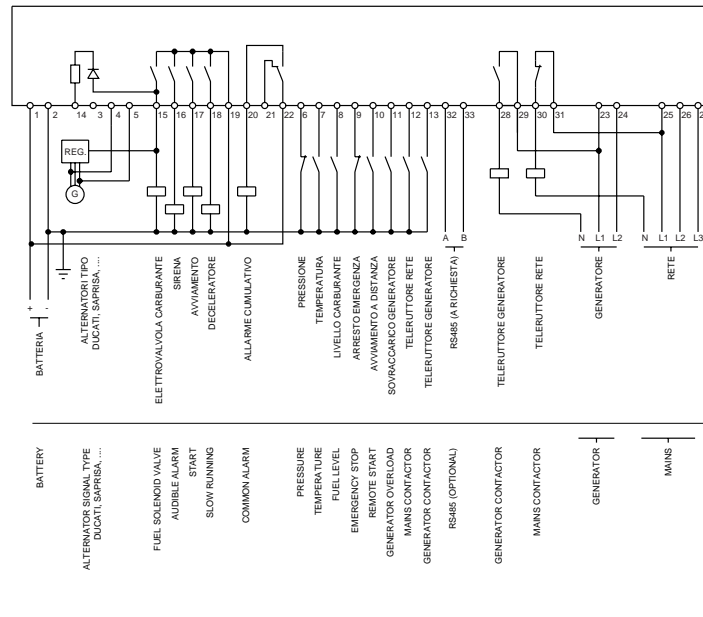 1 2 14 3 4 5 15 16 17 18 19 20 21 22 6 7 8 9 10 11 12 13 32 33 28 29 30 31 23 24 25 26
REG.
G
A B N L1 L2 N L1 L2 L3
+ -
BATTERIA
ALTERNATORI TIPO
DUCATI, SAPRISA, ....
ELETTROVALVOLA CARBURANTE
SIRENA
AVVIAMENTO
DECELERATORE
ALLARME CUMULATIVO
PRESSIONE
TEMPERATURA
LIVELLO CARBURANTE
ARRESTO EMERGENZA
AVVIAMENTO A DISTANZA
SOVRACCARICO GENERATORE
TELERUTTORE RETE
TELERUTTORE GENERATORE
RS485 (A RICHIESTA)
TELERUTTORE GENERATORE
TELERUTTORE RETE
GENERATORE
RETE
BATTERY
ALTERNATOR SIGNAL TYPE
DUCATI, SAPRISA, ....
FUEL SOLENOID VALVE
AUDIBLE ALARM
START
SLOW RUNNING
COMMON ALARM
PRESSURE
TEMPERATURE
FUEL LEVEL
EMERGENCY STOP
REMOTE START
GENERATOR OVERLOAD
MAINS CONTACTOR
GENERATOR CONTACTOR
RS485 (OPTIONAL)
GENERATOR CONTACTOR
MAINS CONTACTOR
GENERATOR
MAINS